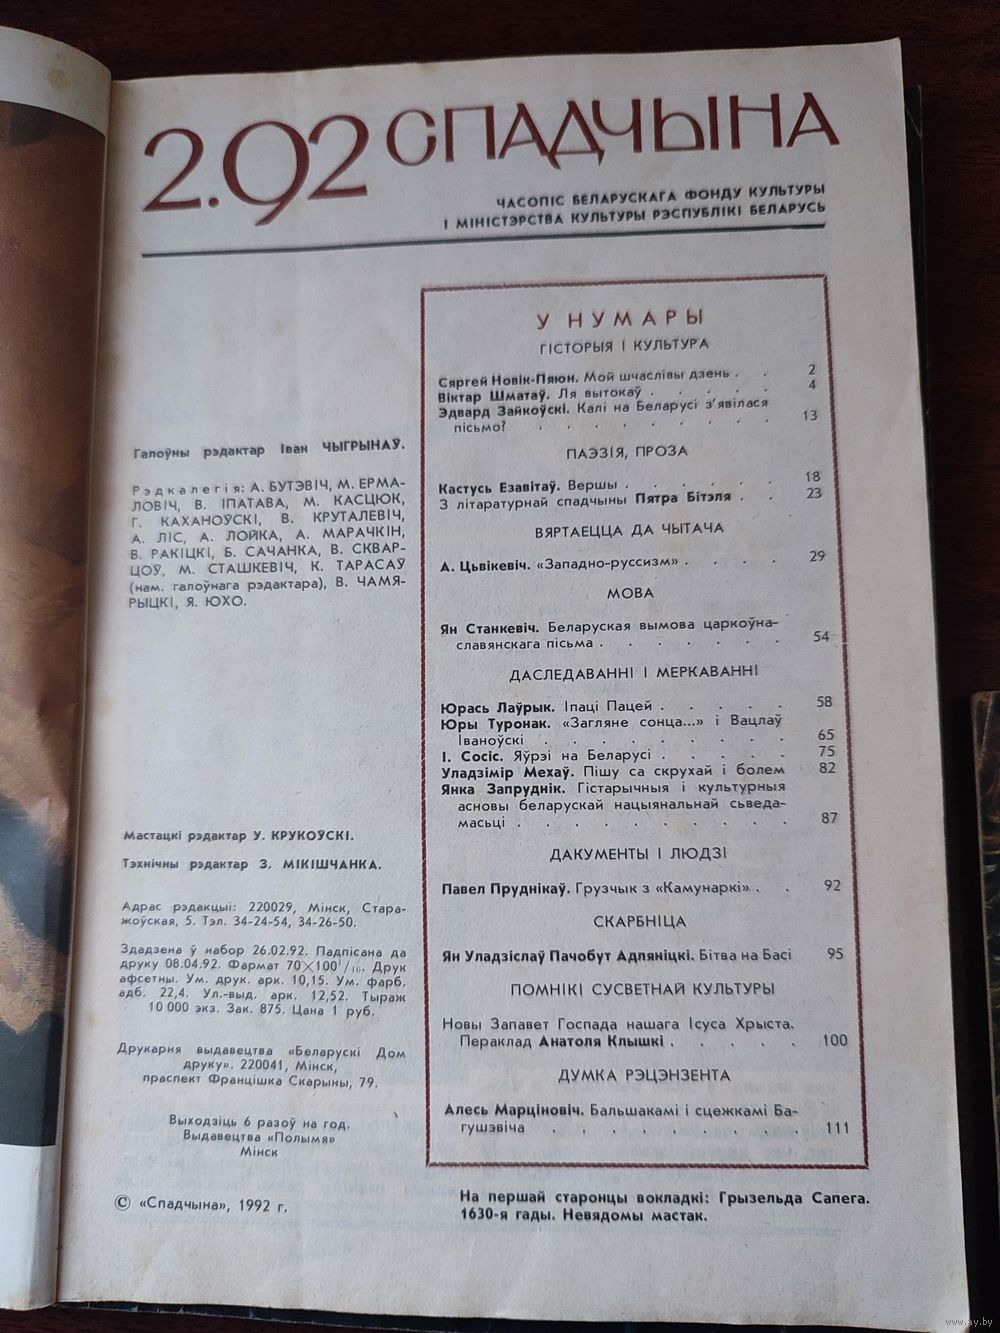 2.92 СПАДЧЫНА
ЧАСОПІС БЕЛАРУСКАГА ФОНДУ КУЛЬТУРЫ
І МІНІСТЭРСТВА КУЛЬТУРЫ РЭСПУБЛІКІ БЕЛАРУСЬ
Галоўны рэдактар Іван ЧЫГРЫНАЎ.
Рэдкалегія: А. БУТЭВІЧ, М. ЕРМА-
ЛОВІЧ, В. ІПАТАВА, М. КАСЦЮК,
Г. КАХАНОЎСКІ, В. КРУТАЛЕВІЧ,
А. ЛІС, А. ЛОЙКА, А. МАРАЧКІН,
В. РАКІЦКІ, Б. САЧАНКА, В. СКВАР-
ЦОЎ, М. СТАШКЕВІЧ, К. ТАРАСАЎ
(нам. галоўнага рэдактара), В. ЧАМЯ-
РЫЦКІ, Я. ЮХО.
Мастацкі рэдактар У. КРУКОЎСКІ.
Тэхнічны рэдактар З. МІКІШЧАНКА.
Адрас рэдакцыі: 220029, Мінск, Стара-
жоўская, 5. Тэл. 34-24-54, 34-26-50.
Здадзена ў набор 26.02.92. Падпісана да
друку 08.04.92. Фармат 70×100 1/16. Друк
афсетны. Ум. друк. арк. 10,15. Ум. фарб.
адб. 22,4. Ул.-выд. арк. 12,52. Тыраж
10 000 экз. Зак. 875. Цана 1 руб.
Друкарня выдавецтва «Беларускі Дом
друку». 220041, Мінск,
праспект Францішка Скарыны, 79.
Выходзіць 6 разоў на год.
Выдавецтва «Полымя»
Мінск
© «Спадчына», 1992 г.
У НУМАРЫ
ГІСТОРЫЯ І КУЛЬТУРА
Сяргей Новік-Пяюн. Мой шчаслівы дзень . . 2
Віктар Шматаў. Ля вытокаў . . . . . 4
Эдвард Зайкоўскі. Калі на Беларусі з'явілася
пісьмо? . . . . . . . . . 13
ПАЭЗІЯ, ПРОЗА
Кастусь Езавітаў. Вершы . . . . . . 18
З літаратурнай спадчыны Пятра Бітэля . . 23
ВЯРТАЕЦЦА ДА ЧЫТАЧА
А. Цьвікевіч. «Западно-руссизм» . . . . 29
МОВА
Ян Станкевіч. Беларуская вымова царкоўна-
славянскага пісьма . . . . . . . 54
ДАСЛЕДАВАННІ І МЕРКАВАННІ
Юрась Лаўрык. Іпаці Пацей . . . . . 58
Юры Туронак. «Загляне сонца...» і Вацлаў
Іваноўскі . . . . . . . . . 65
І. Сосіс. Яўрэі на Беларусі . . . . . 75
Уладзімір Мехаў. Пішу са скрухай і болем 82
Янка Запруднік. Гістарычныя і культурныя
асновы беларускай нацыянальнай сьведа-
масьці . . . . . . . . . . 87
ДАКУМЕНТЫ І ЛЮДЗІ
Павел Пруднікаў. Грузчык з «Камунаркі» . . 92
СКАРБНІЦА
Ян Уладзіслаў Пачобут Адляніцкі. Бітва на Басі 95
ПОМНІКІ СУСВЕТНАЙ КУЛЬТУРЫ
Новы Запавет Госпада нашага Ісуса Хрыста.
Пераклад Анатоля Клышкі . . . . . 100
ДУМКА РЭЦЭНЗЕНТА
Алесь Марціновіч. Бальшакамі і сцежкамі Ба-
гушэвіча . . . . . . . . . 111
На першай старонцы вокладкі: Грызельда Сапега.
1630-я гады. Невядомы мастак.
www.ay.by